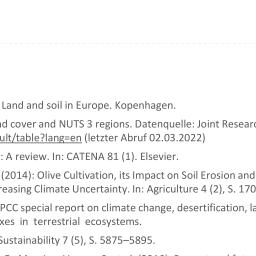 Land and soil in Europe. Kopenhagen.
d cover and NUTS 3 regions. Datenquelle: Joint Resear
ult/table?lang=en (letzter Abruf 02.03.2022)
: A review. In: CATENA 81 (1). Elsevier.
(2014): Olive Cultivation, its Impact on Soil Erosion and
reasing Climate Uncertainty. In: Agriculture 4 (2), S. 170
PCC special report on climate change, desertification, la
xes in terrestrial ecosystems.
Sustainability 7 (5), S. 5875–5895.